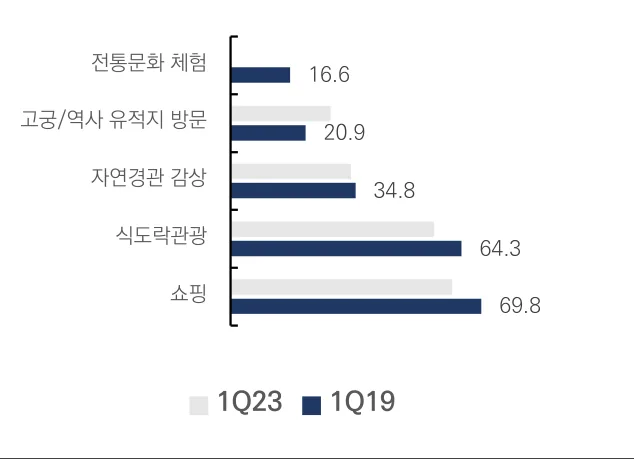 전통문화 체험
16.6
고궁/역사 유적지 방문
20.9
자연경관 감상
34.8
식도락관광
64.3
쇼핑
69.8
1Q23 1Q19